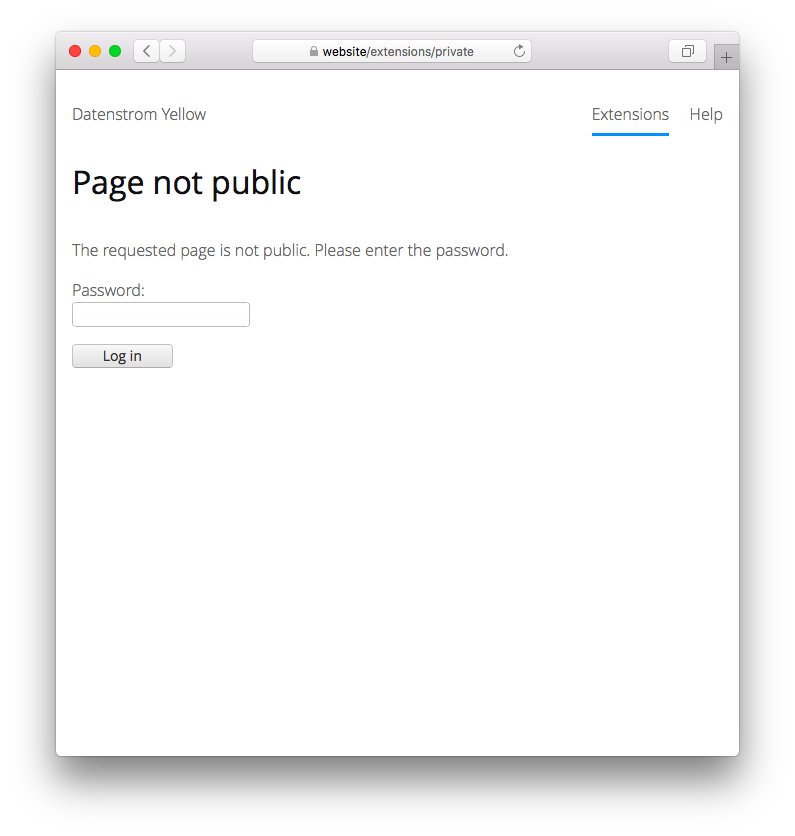 website/extensions/private
Datenstrom Yellow
Extensions Help
Page not public
The requested page is not public. Please enter the password.
Password:
Log in